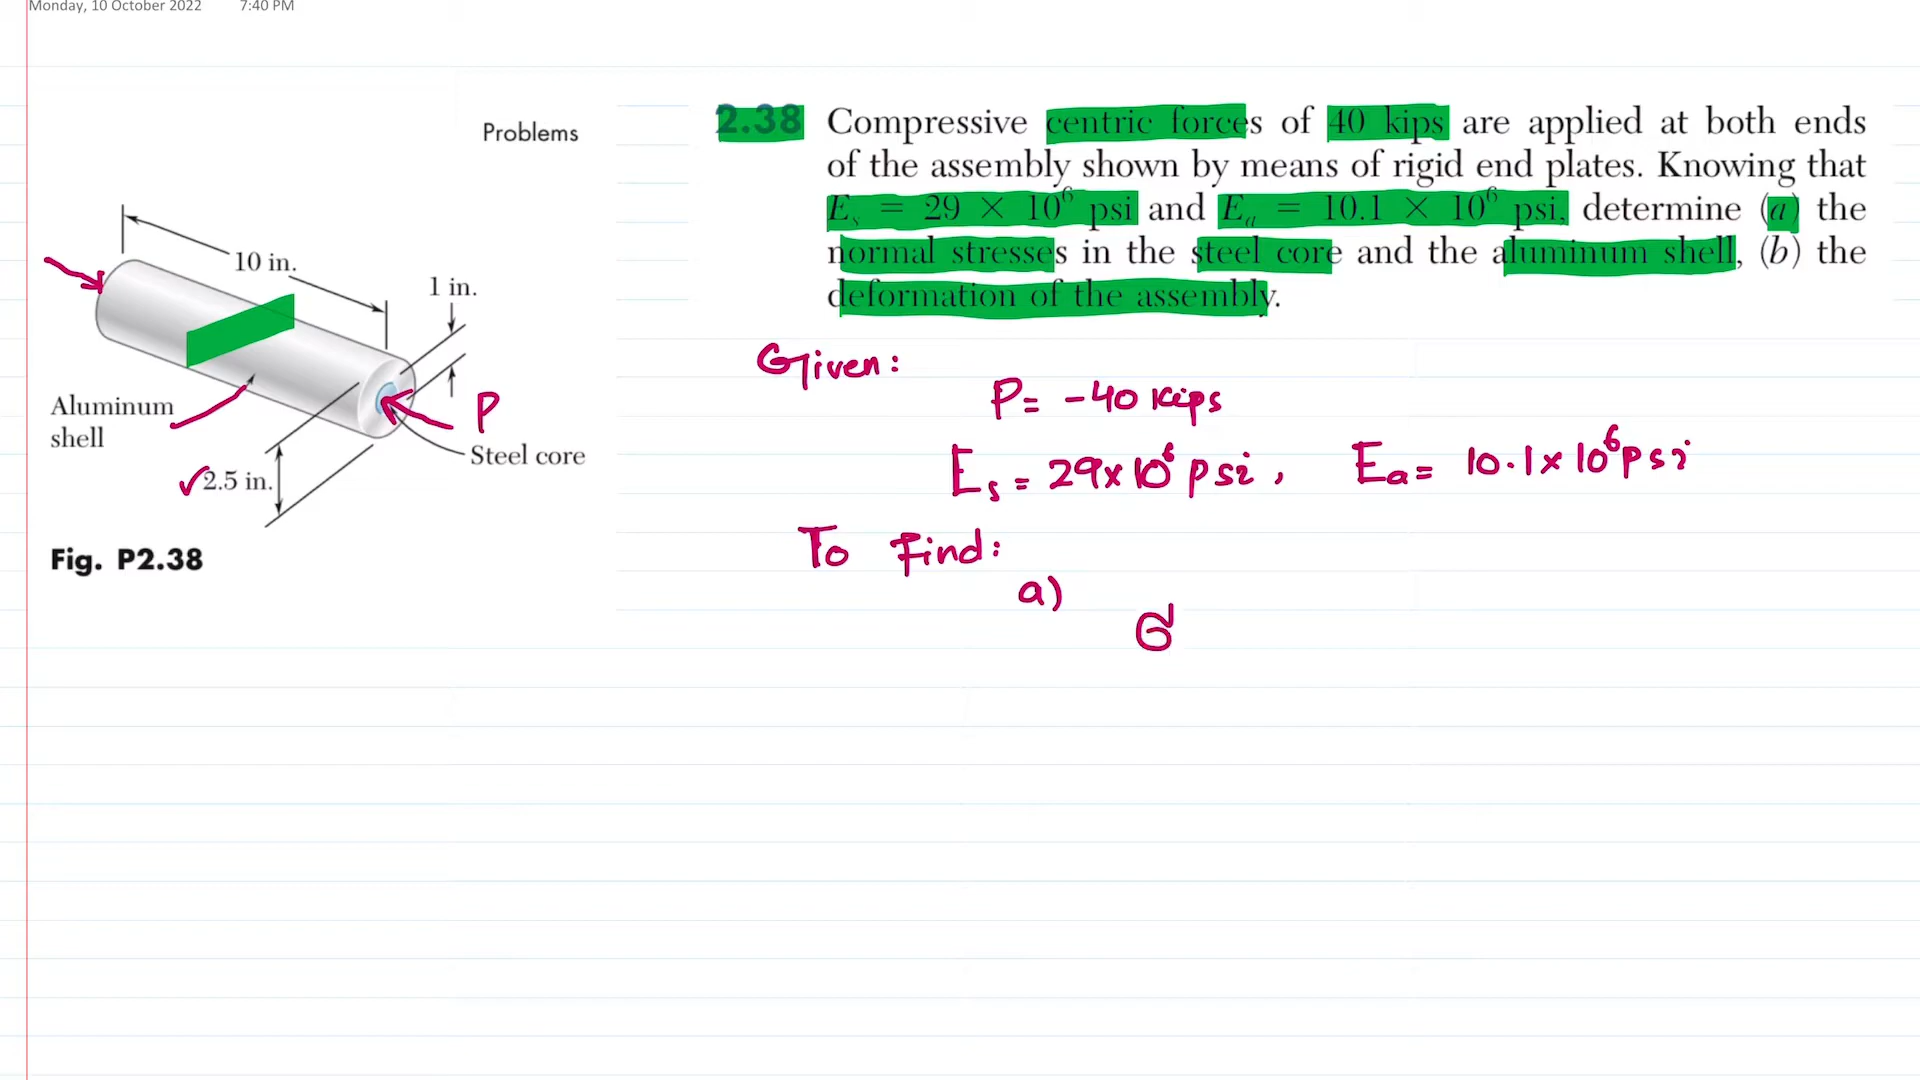 Monday, 10 October 2022 7:40 PM
Problems
10 in.
1 in.
P
Aluminum
shell
Steel core
2.5 in.
Fig. P2.38
2.38 Compressive centric forces of 40 kips are applied at both ends
of the assembly shown by means of rigid end plates. Knowing that
Es = 29 × 10⁶ psi and Ea = 10.1 × 10⁶ psi, determine (a) the
normal stresses in the steel core and the aluminum shell, (b) the
deformation of the assembly.
Given:
P = -40 kips
Es = 29x10⁶ psi, Ea = 10.1x10⁶ psi
To Find:
a)
σ